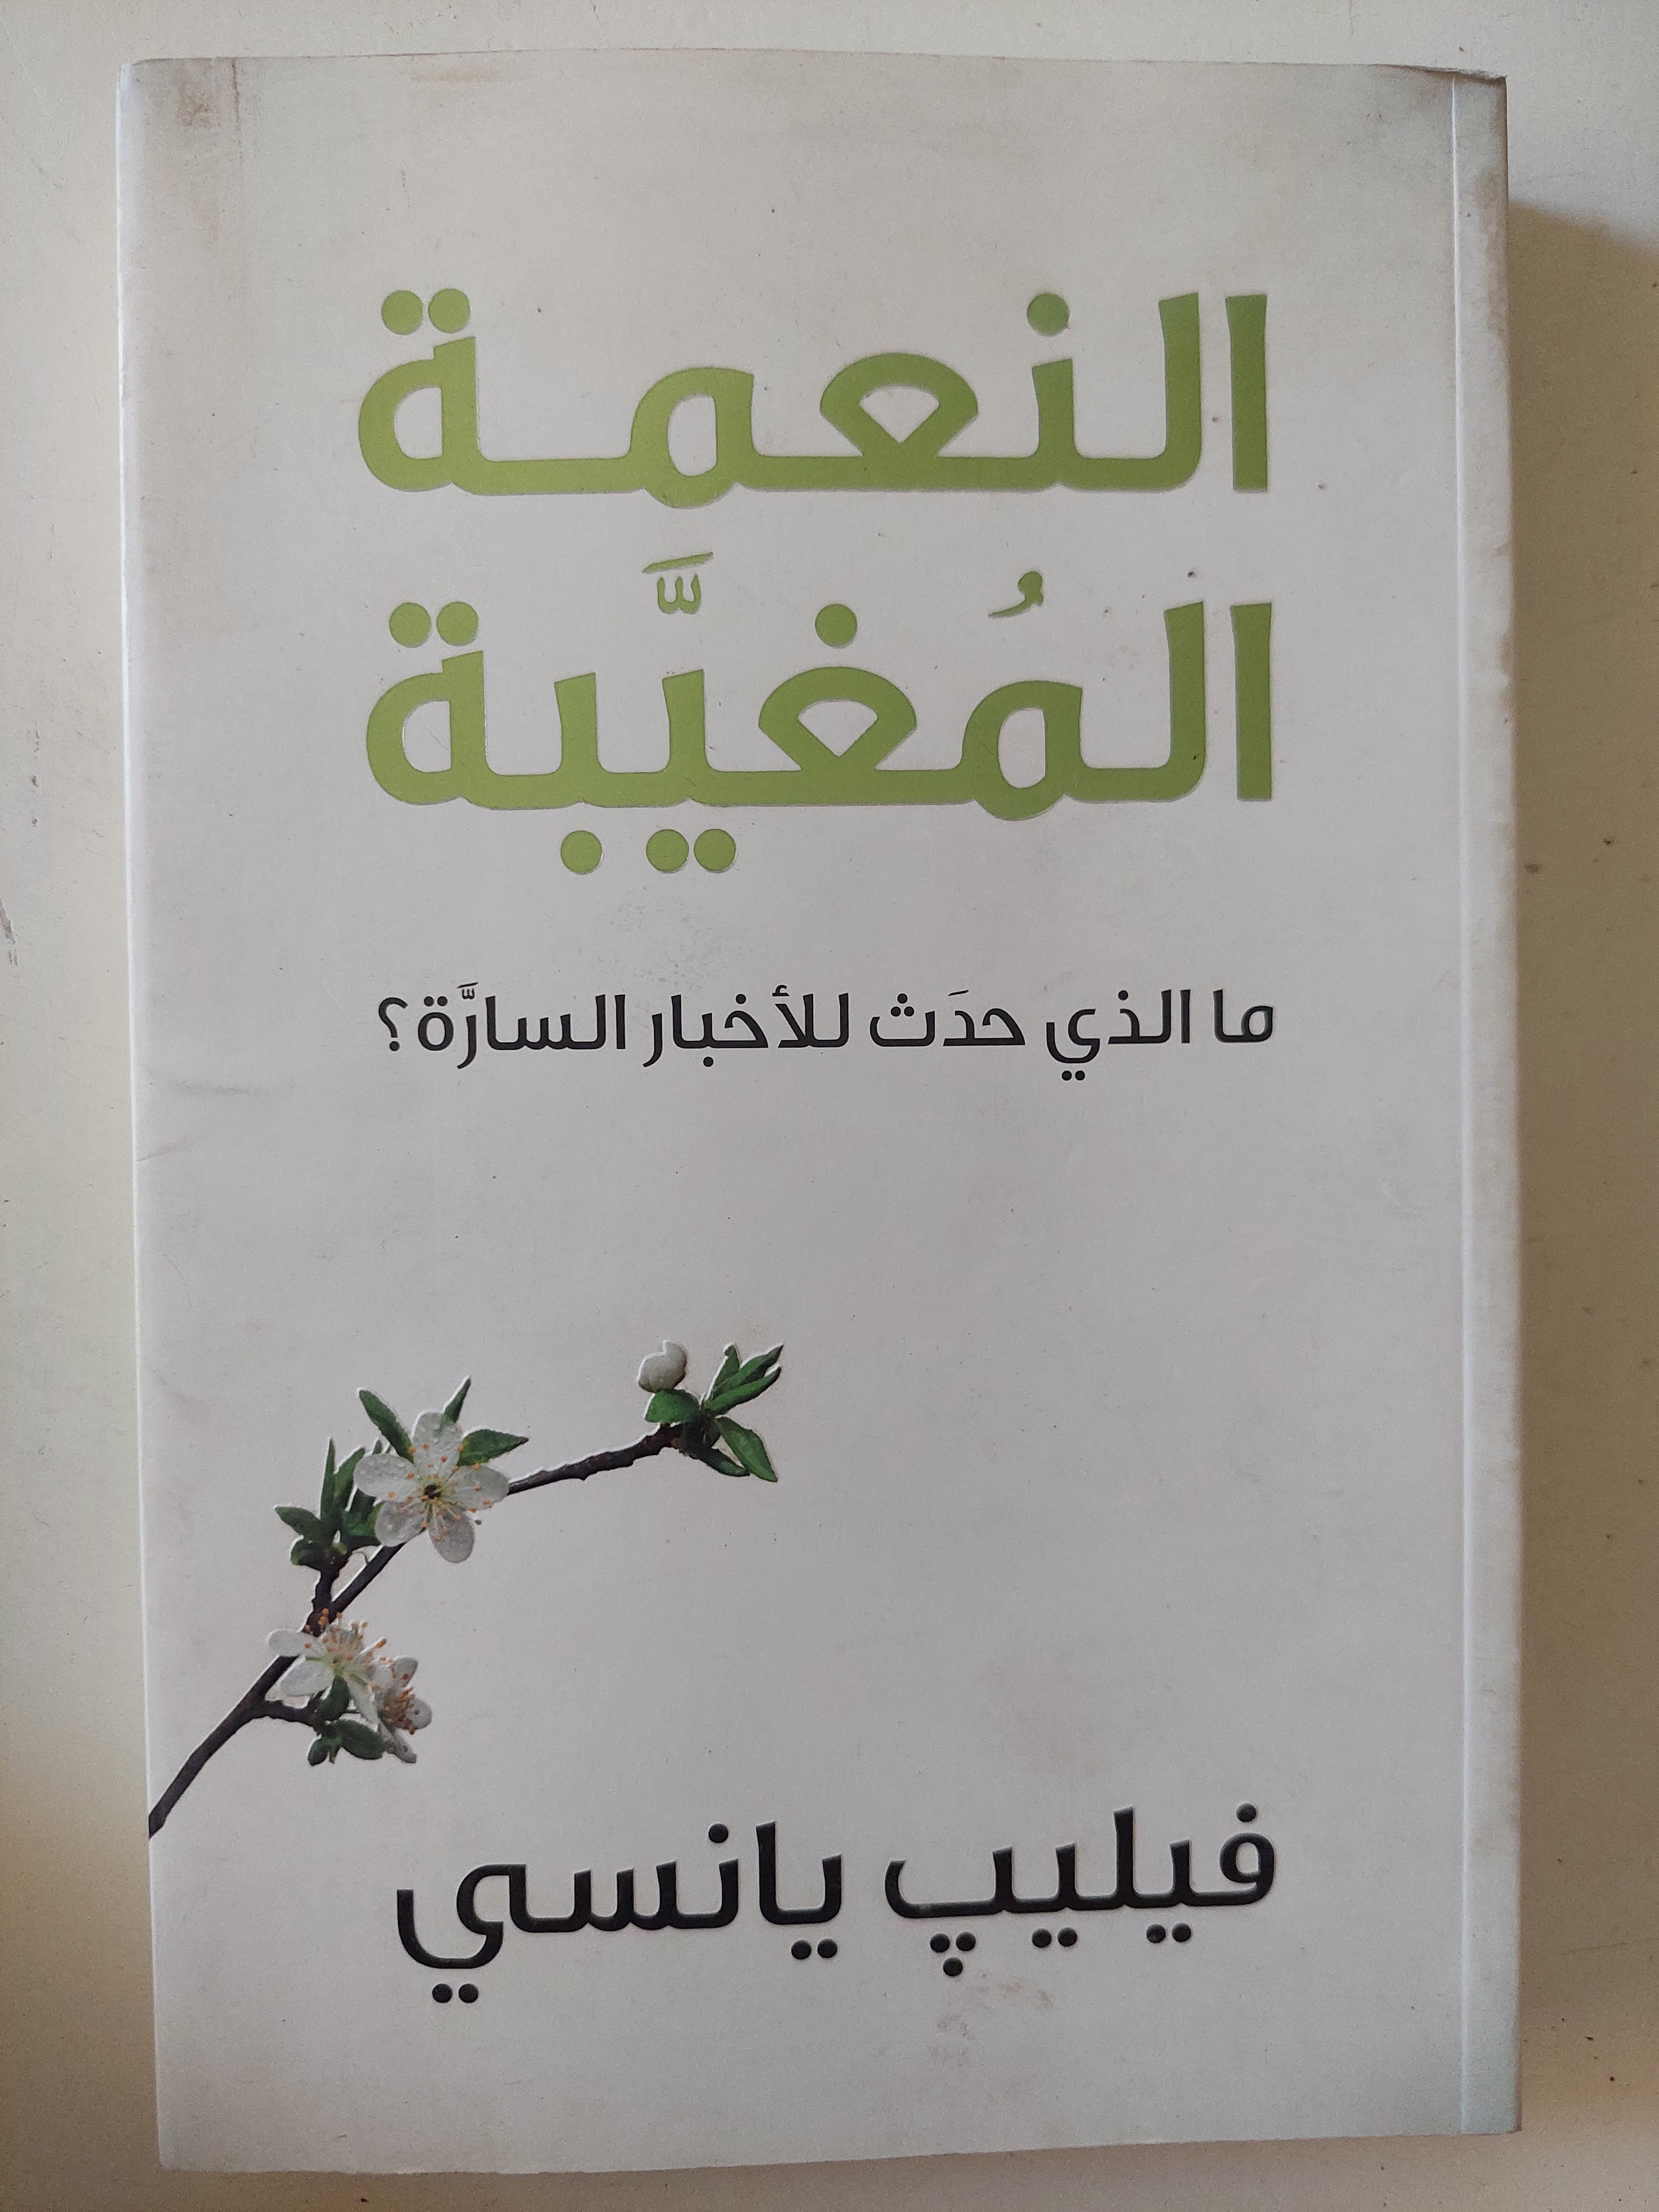 النعمة
المُغيَّبة
ما الذي حدَث للأخبار السارَّة؟
فيليپ يانسي